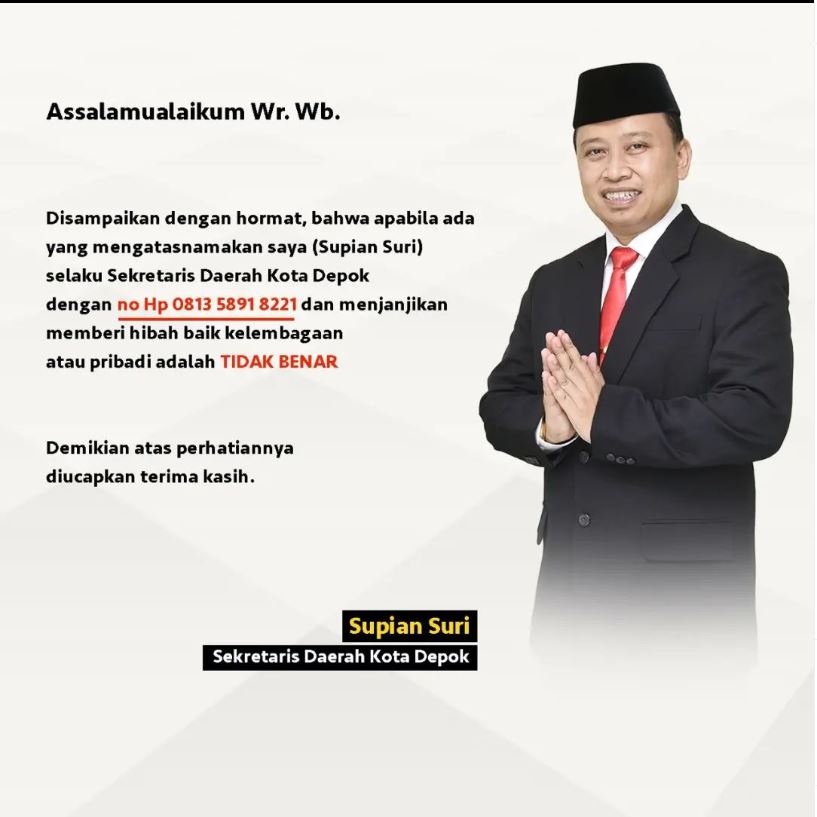 Assalamualaikum Wr. Wb.
Disampaikan dengan hormat, bahwa apabila ada
yang mengatasnamakan saya (Supian Suri)
selaku Sekretaris Daerah Kota Depok
dengan no Hp 0813 5891 8221 dan menjanjikan
memberi hibah baik kelembagaan
atau pribadi adalah TIDAK BENAR
Demikian atas perhatiannya
diucapkan terima kasih.
Supian Suri
Sekretaris Daerah Kota Depok